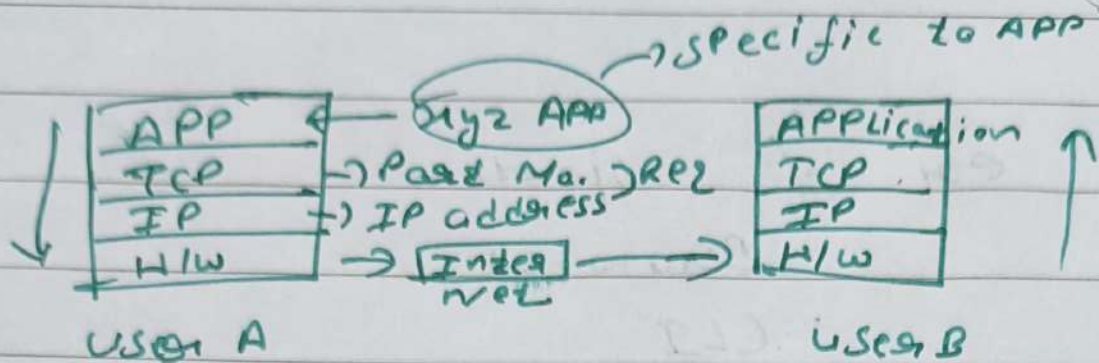 → specific to APP
APP ← xyz APP
APPLication
TCP → Port No. → Req
TCP
IP → IP address
IP
H/W → Inter net → H/W
User A
User B